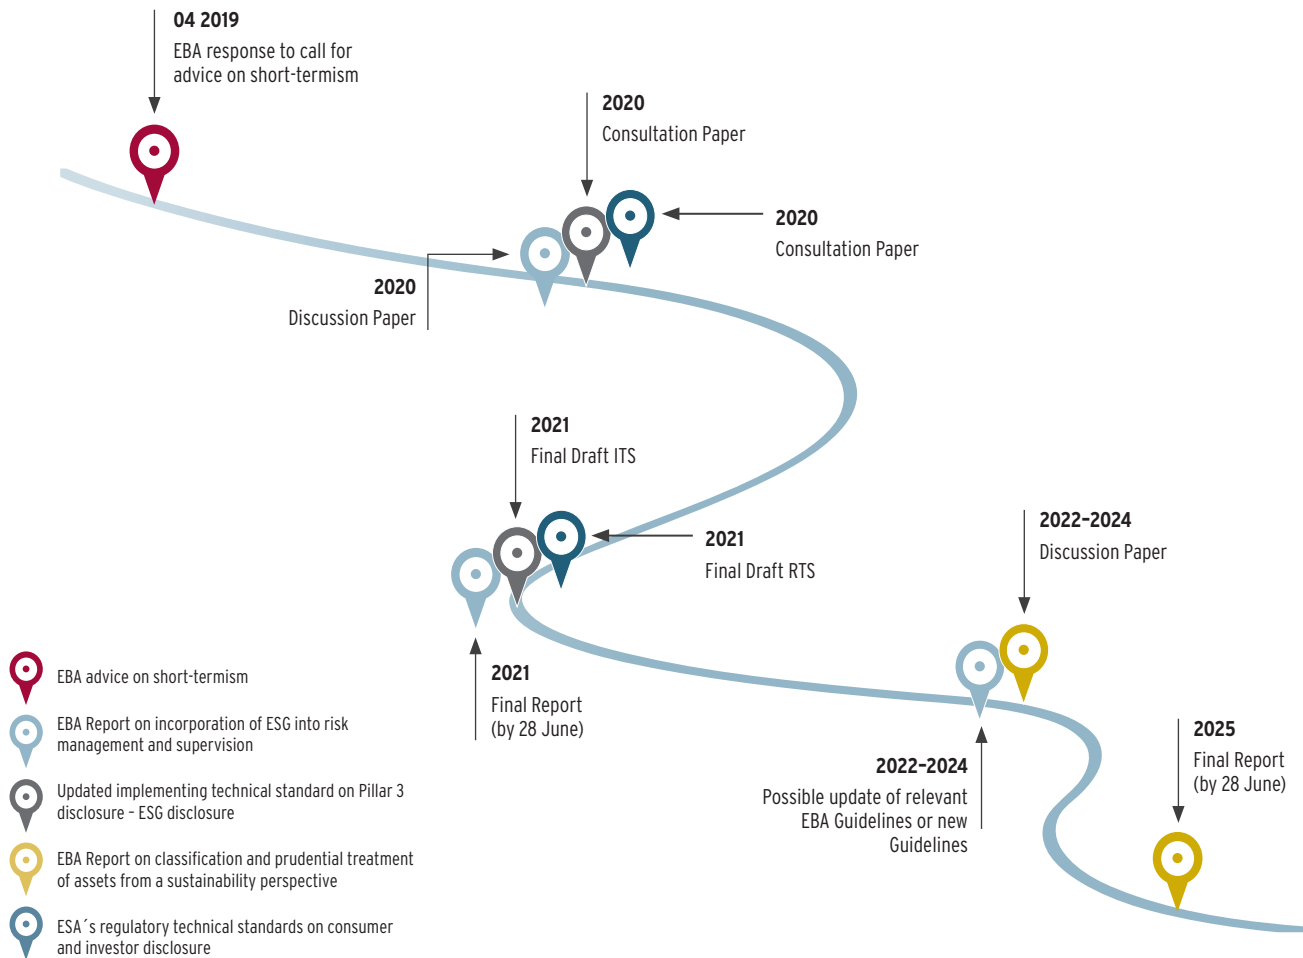 04 2019
EBA response to call for
advice on short-termism
2020
Consultation Paper
2020
Consultation Paper
2020
Discussion Paper
2021
Final Draft ITS
2021
Final Draft RTS
2021
Final Report
(by 28 June)
2022–2024
Discussion Paper
2022–2024
Possible update of relevant
EBA Guidelines or new
Guidelines
2025
Final Report
(by 28 June)
EBA advice on short-termism
EBA Report on incorporation of ESG into risk
management and supervision
Updated implementing technical standard on Pillar 3
disclosure – ESG disclosure
EBA Report on classification and prudential treatment
of assets from a sustainability perspective
ESA´s regulatory technical standards on consumer
and investor disclosure